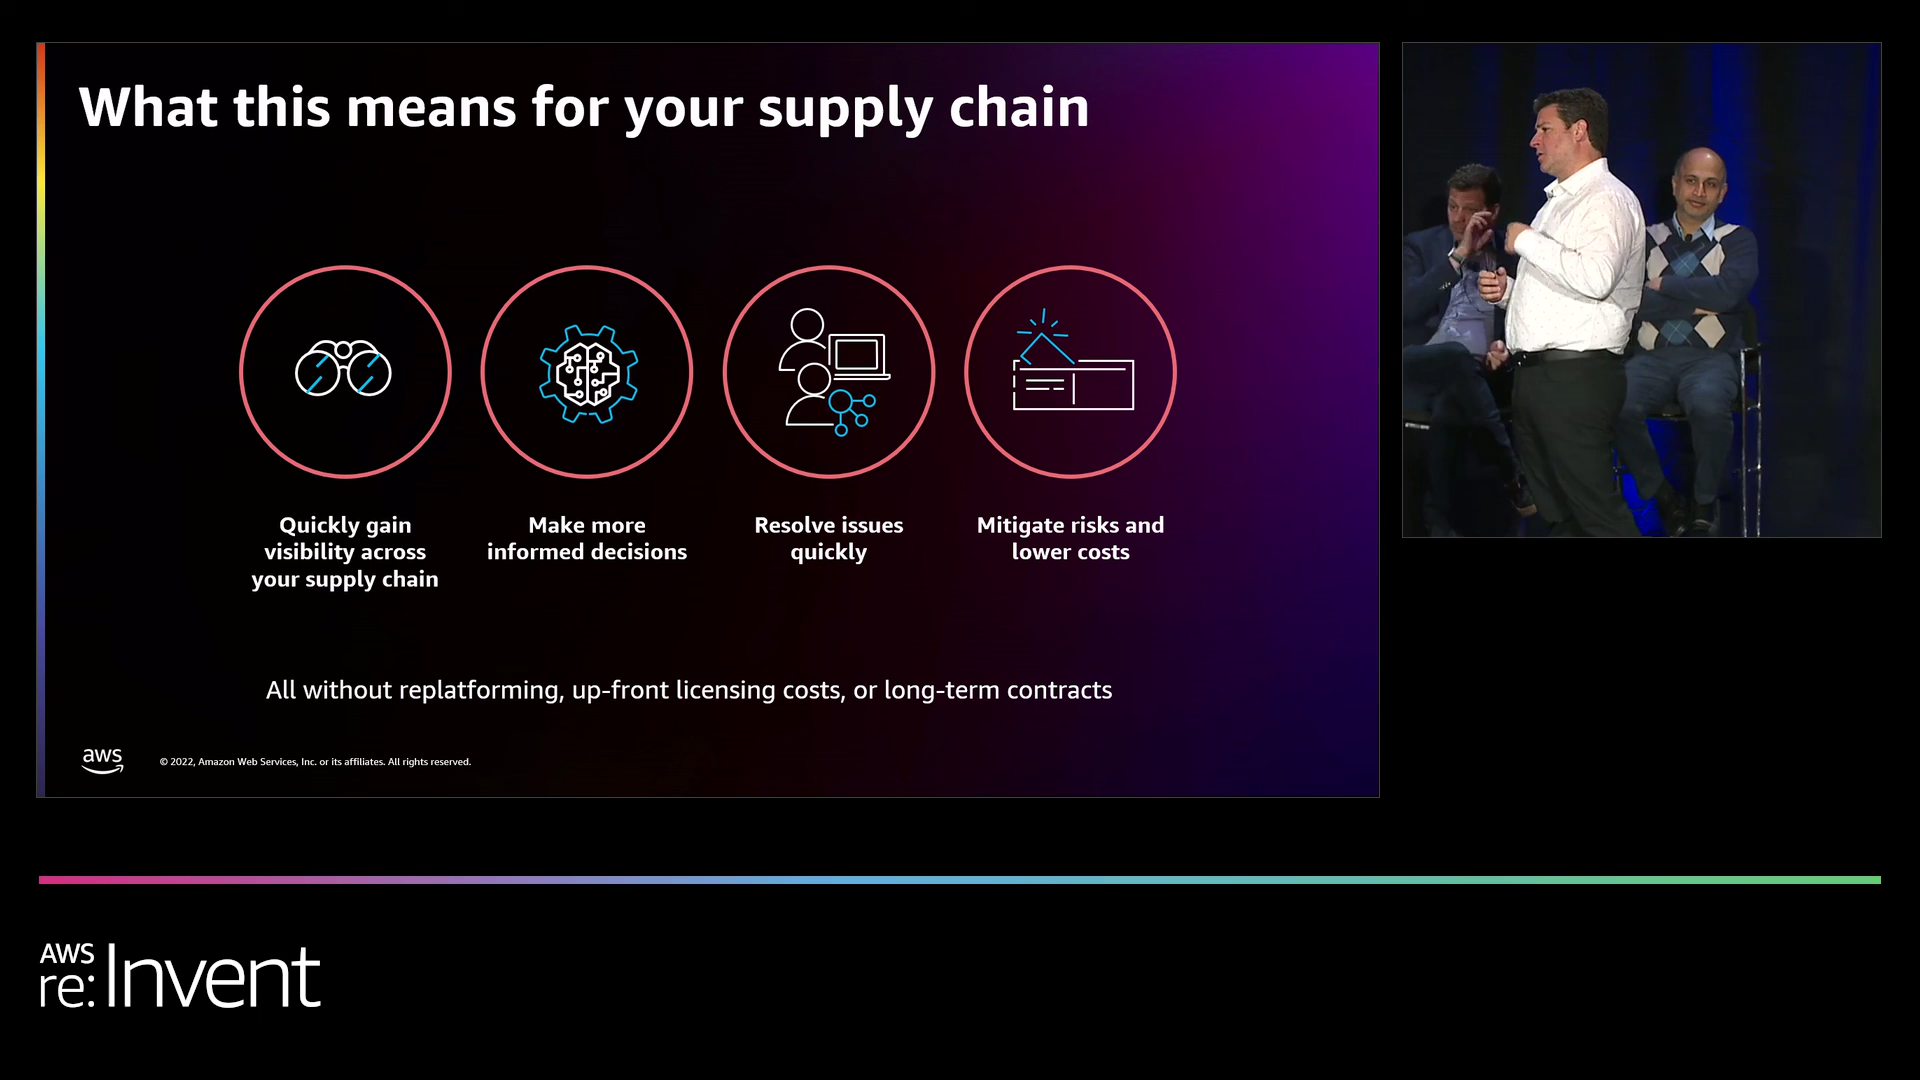 What this means for your supply chain
Quickly gain
visibility across
your supply chain
Make more
informed decisions
Resolve issues
quickly
Mitigate risks and
lower costs
All without replatforming, up-front licensing costs, or long-term contracts
aws
© 2022, Amazon Web Services, Inc. or its affiliates. All rights reserved.
AWS
re:Invent